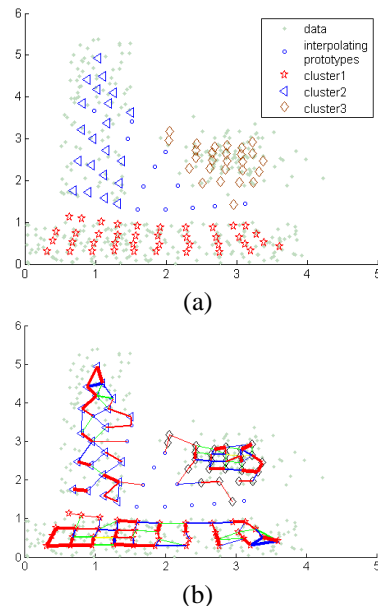 6
5
4
3
2
1
0
0 1 2 3 4 5
data
interpolating
prototypes
cluster1
cluster2
cluster3
(a)
6
5
4
3
2
1
0
0 1 2 3 4 5
(b)